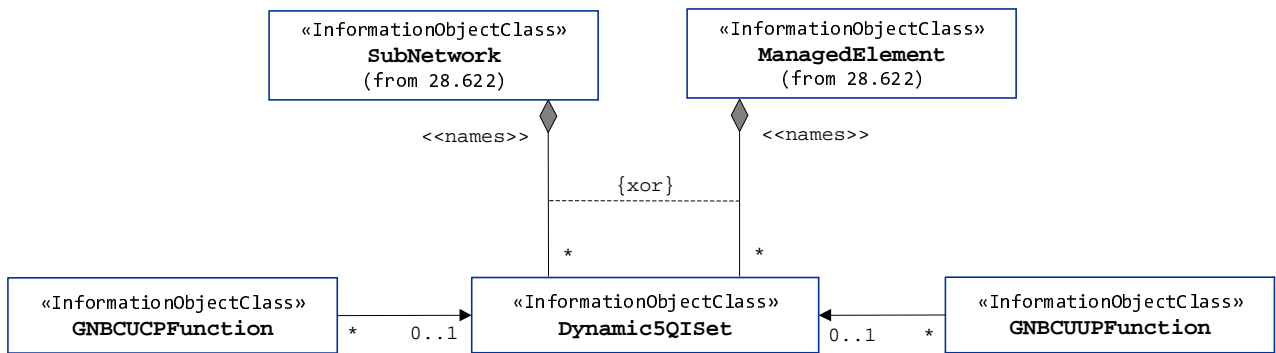 «InformationObjectClass»
SubNetwork
(from 28.622)
«InformationObjectClass»
ManagedElement
(from 28.622)
<<names>>
<<names>>
{xor}
*
*
«InformationObjectClass»
GNBCUCPFunction
*
0..1
«InformationObjectClass»
Dynamic5QISet
0..1
*
«InformationObjectClass»
GNBCUUPFunction